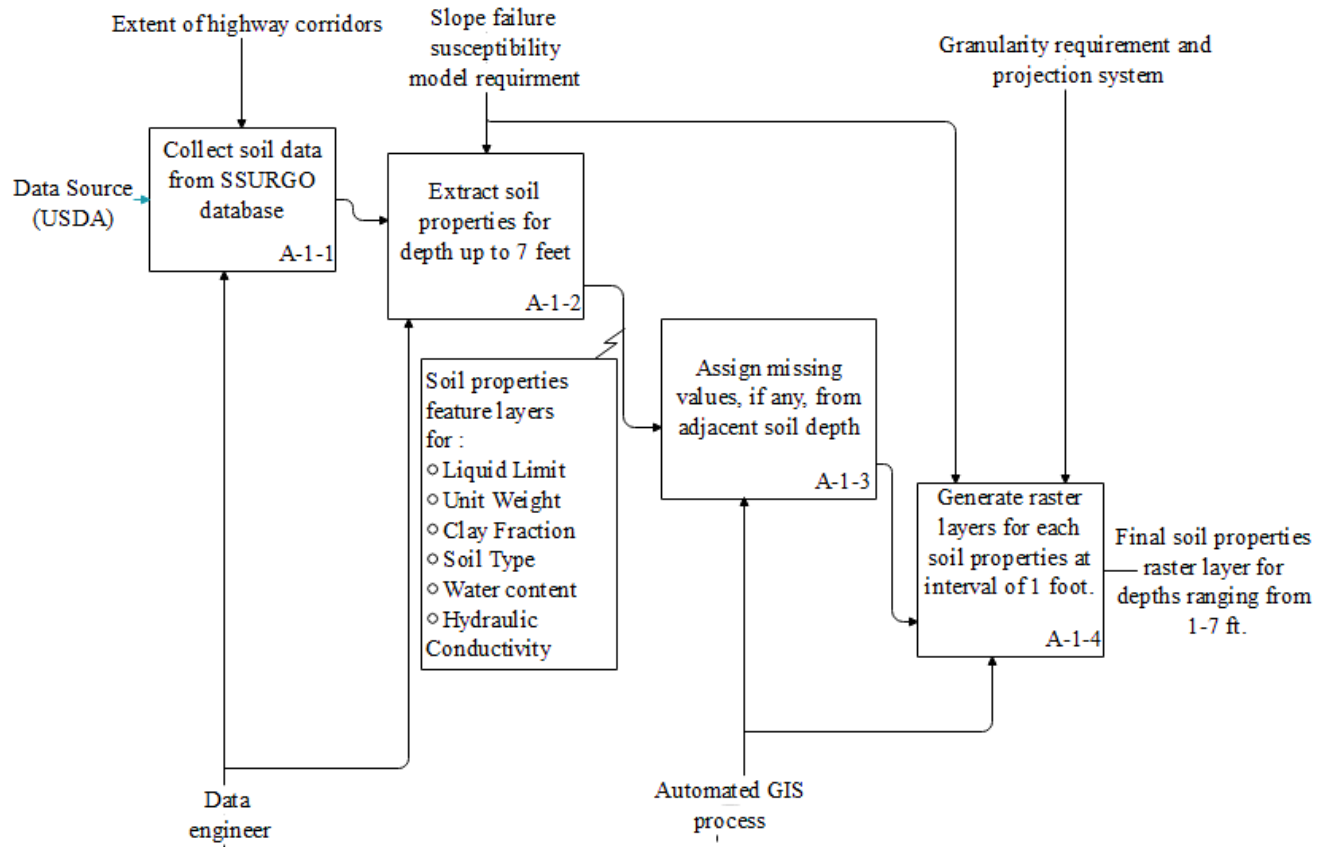 Extent of highway corridors
Slope failure
susceptibility
model requirment
Granularity requirement and
projection system
Collect soil data
from SSURGO
database
A-1-1
Data Source
(USDA)
Extract soil
properties for
depth up to 7 feet
A-1-2
Soil properties
feature layers
for :
○ Liquid Limit
○ Unit Weight
○ Clay Fraction
○ Soil Type
○ Water content
○ Hydraulic
Conductivity
Assign missing
values, if any, from
adjacent soil depth
A-1-3
Generate raster
layers for each
soil properties at
interval of 1 foot.
A-1-4
Final soil properties
raster layer for
depths ranging from
1-7 ft.
Data
engineer
Automated GIS
process